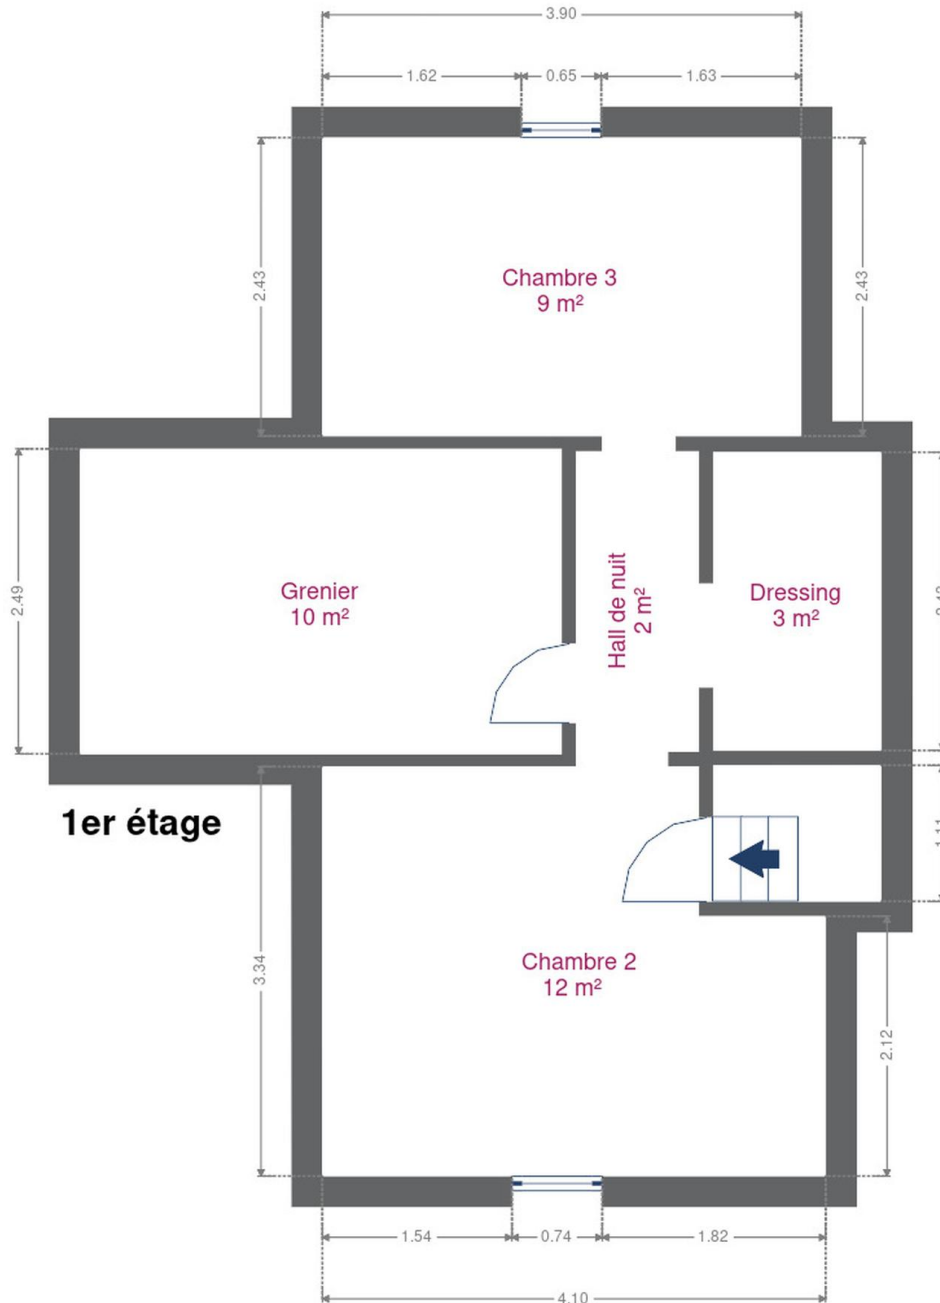 3.90
1.62
0.65
1.63
2.43
2.43
Chambre 3
9 m²
2.49
Grenier
10 m²
Hall de nuit
2 m²
Dressing
3 m²
1er étage
3.34
Chambre 2
12 m²
2.12
1.54
0.74
1.82
4.10